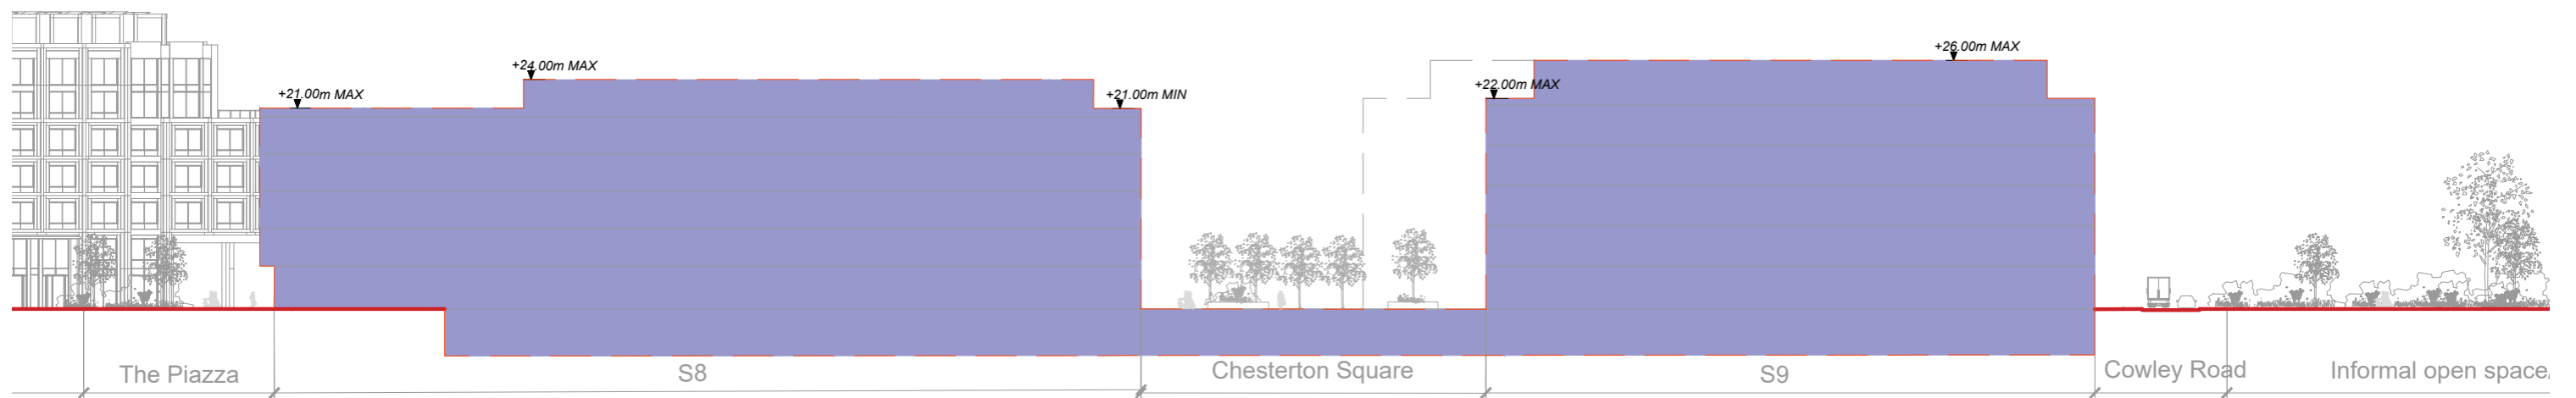 +26.00m MAX
+24.00m MAX
+22.00m MAX
+21.00m MAX
+21.00m MIN
The Piazza
S8
Chesterton Square
S9
Cowley Road
Informal open space/